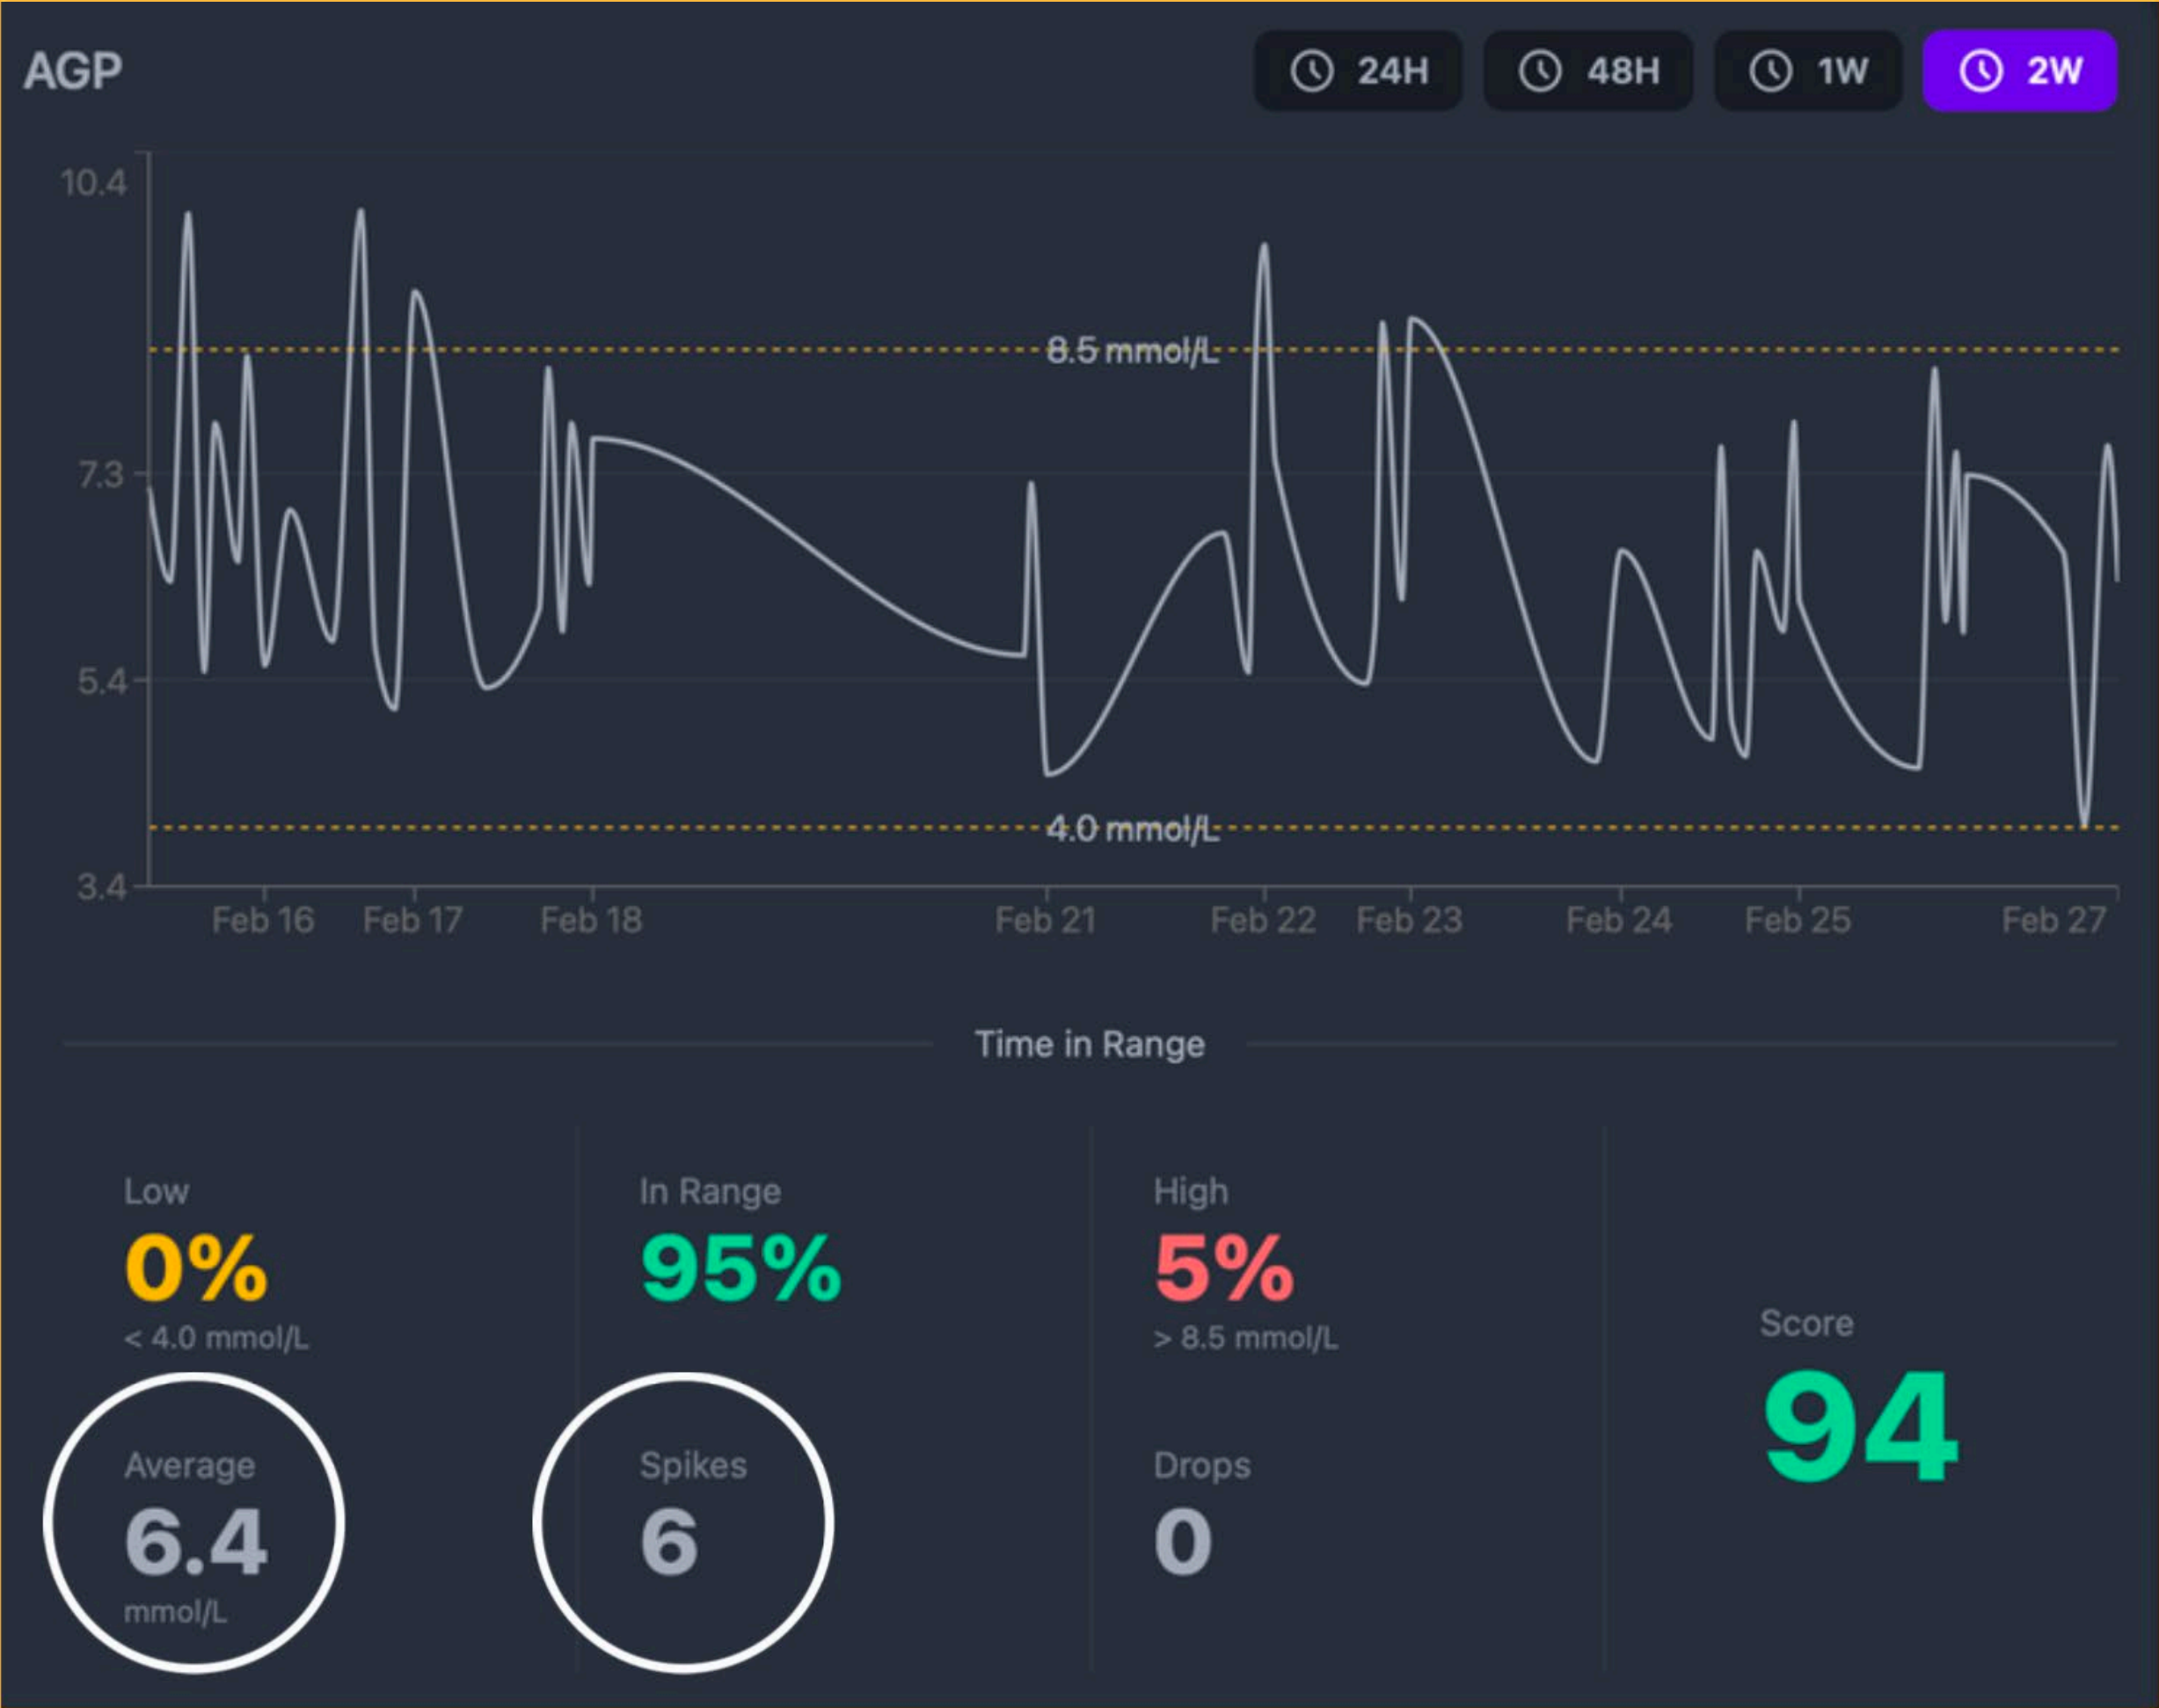 AGP
24H
48H
1W
2W
10.4
8.5 mmol/L
7.3
5.4
4.0 mmol/L
3.4
Feb 16
Feb 17
Feb 18
Feb 21
Feb 22
Feb 23
Feb 24
Feb 25
Feb 27
Time in Range
Low
0%
< 4.0 mmol/L
In Range
95%
High
5%
> 8.5 mmol/L
Average
6.4
mmol/L
Spikes
6
Drops
0
Score
94